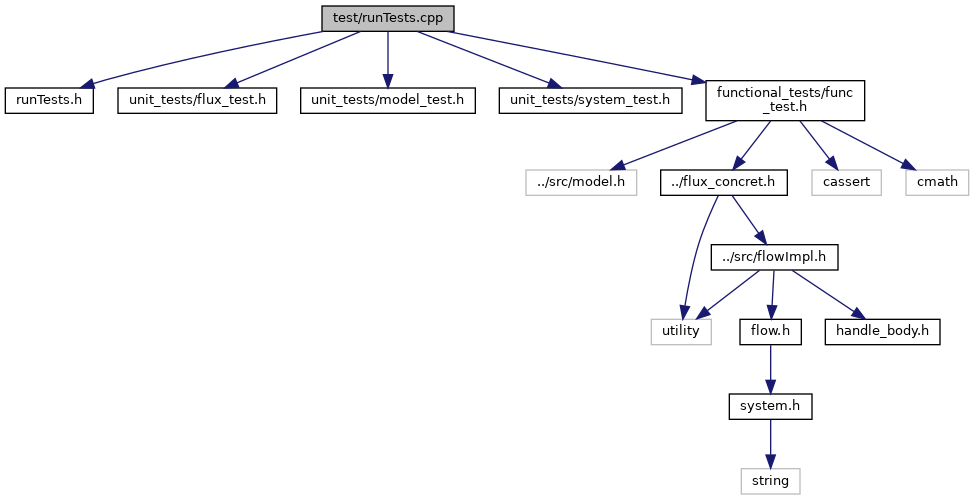 test/runTests.cpp
runTests.h
unit_tests/flux_test.h
unit_tests/model_test.h
unit_tests/system_test.h
functional_tests/func
_test.h
../src/model.h
../flux_concret.h
cassert
cmath
../src/flowImpl.h
utility
flow.h
handle_body.h
system.h
string